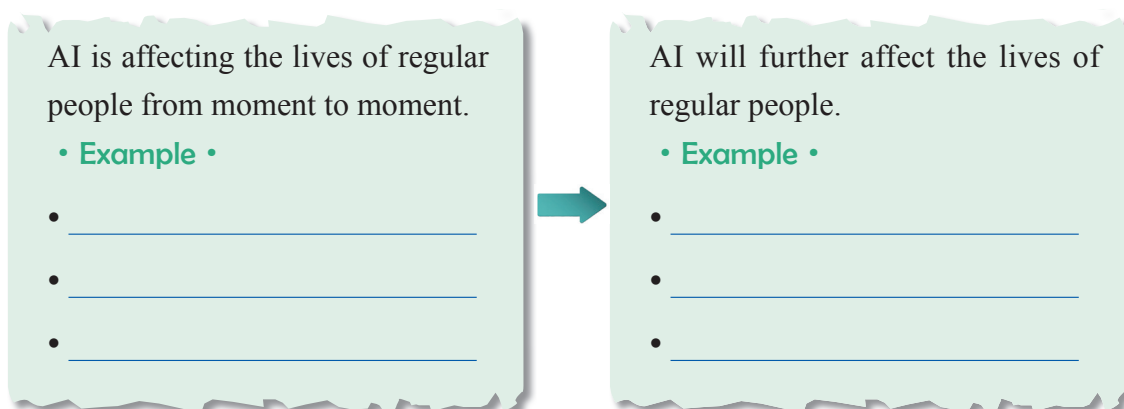 AI is affecting the lives of regular
people from moment to moment.
• Example •
•
•
•
AI will further affect the lives of
regular people.
• Example •
•
•
•